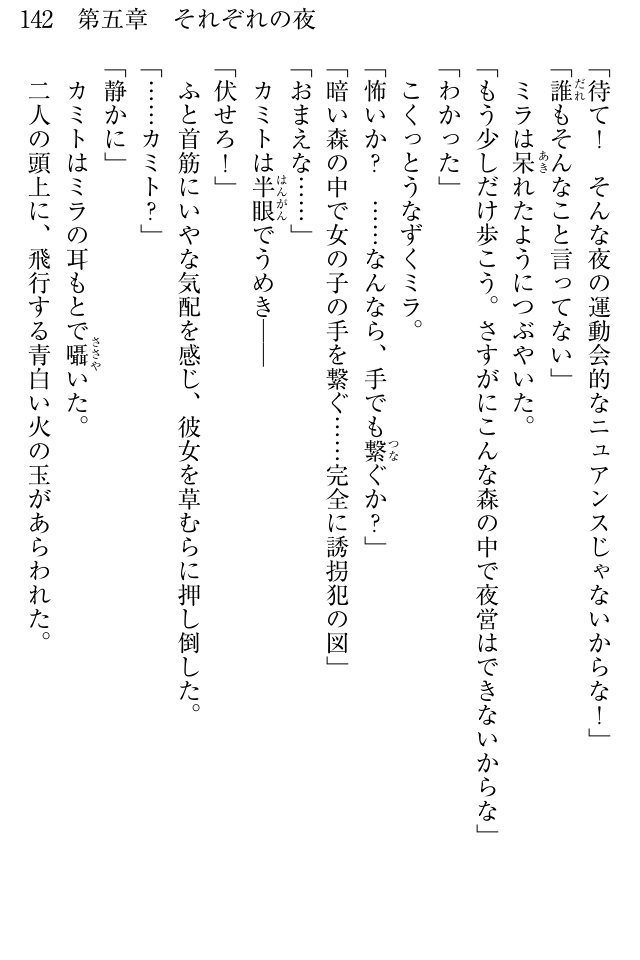 142 第五章 それぞれの夜
「待て! そんな夜の運動会的なニュアンスじゃないからな!」
「誰もそんなこと言ってない」
ミラは呆れたようにつぶやいた。
「もう少しだけ歩こう。さすがにこんな森の中で夜営はできないからな」
「わかった」
こくっとうなずくミラ。
「怖いか? ……なんなら、手でも繋ぐか?」
「暗い森の中で女の子の手を繋ぐ……完全に誘拐犯の図」
「おまえな……」
カミトは半眼でうめき――
「伏せろ!」
ふと首筋にいやな気配を感じ、彼女を草むらに押し倒した。
「……カミト?」
「静かに」
カミトはミラの耳もとで囁いた。
二人の頭上に、飛行する青白い火の玉があらわれた。